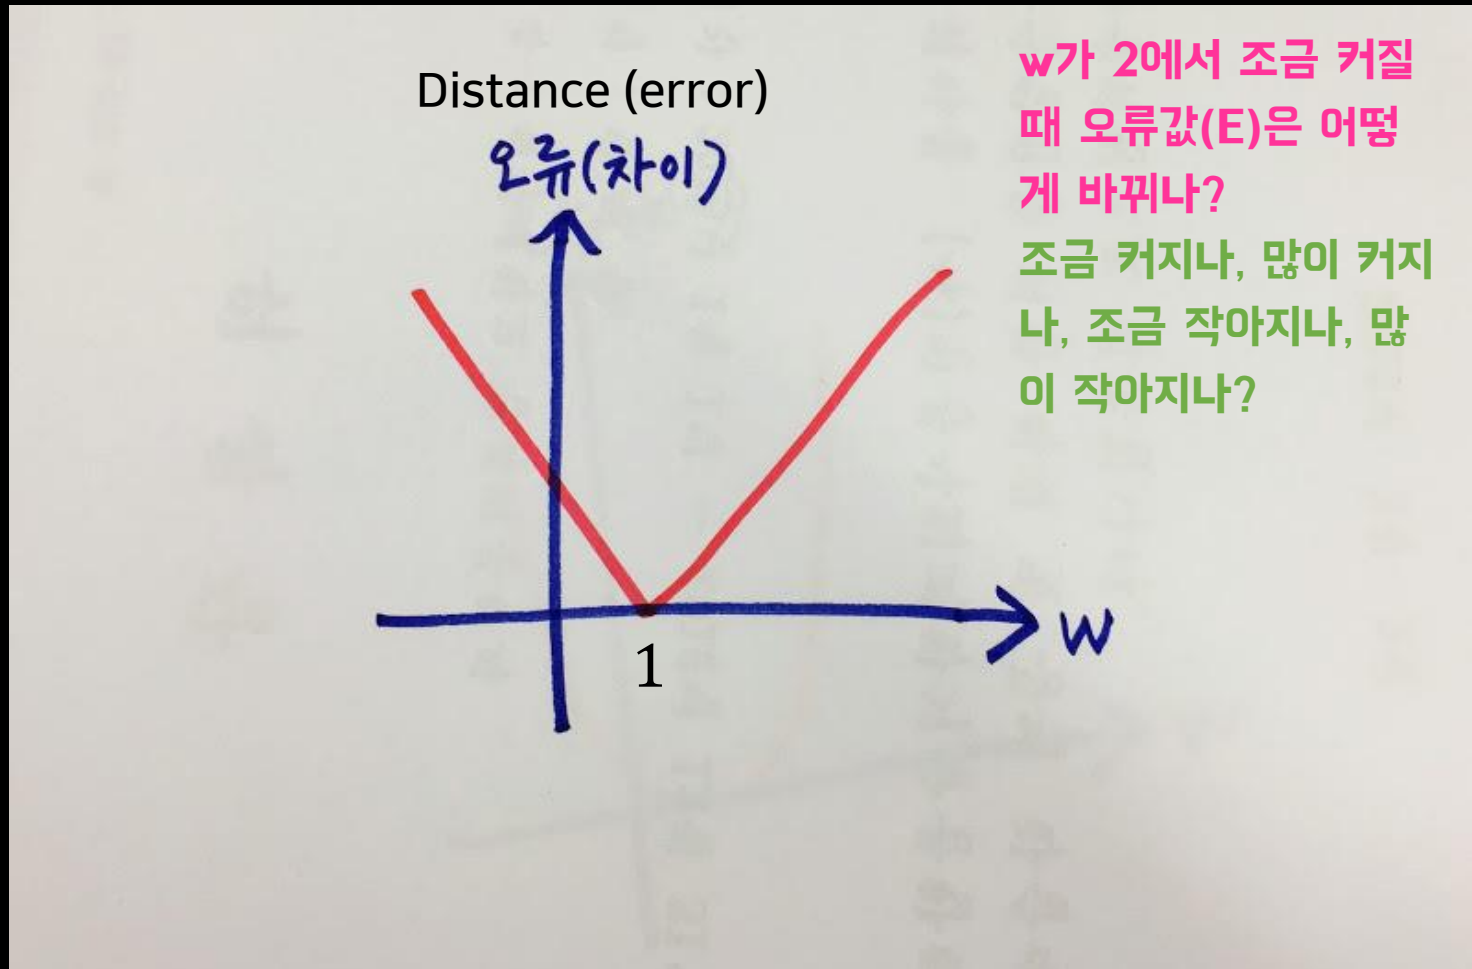 Distance (error)
오류(차이)
w가 2에서 조금 커질
때 오류값(E)은 어떻
게 바뀌나?
조금 커지나, 많이 커지
나, 조금 작아지나, 많
이 작아지나?
1
w